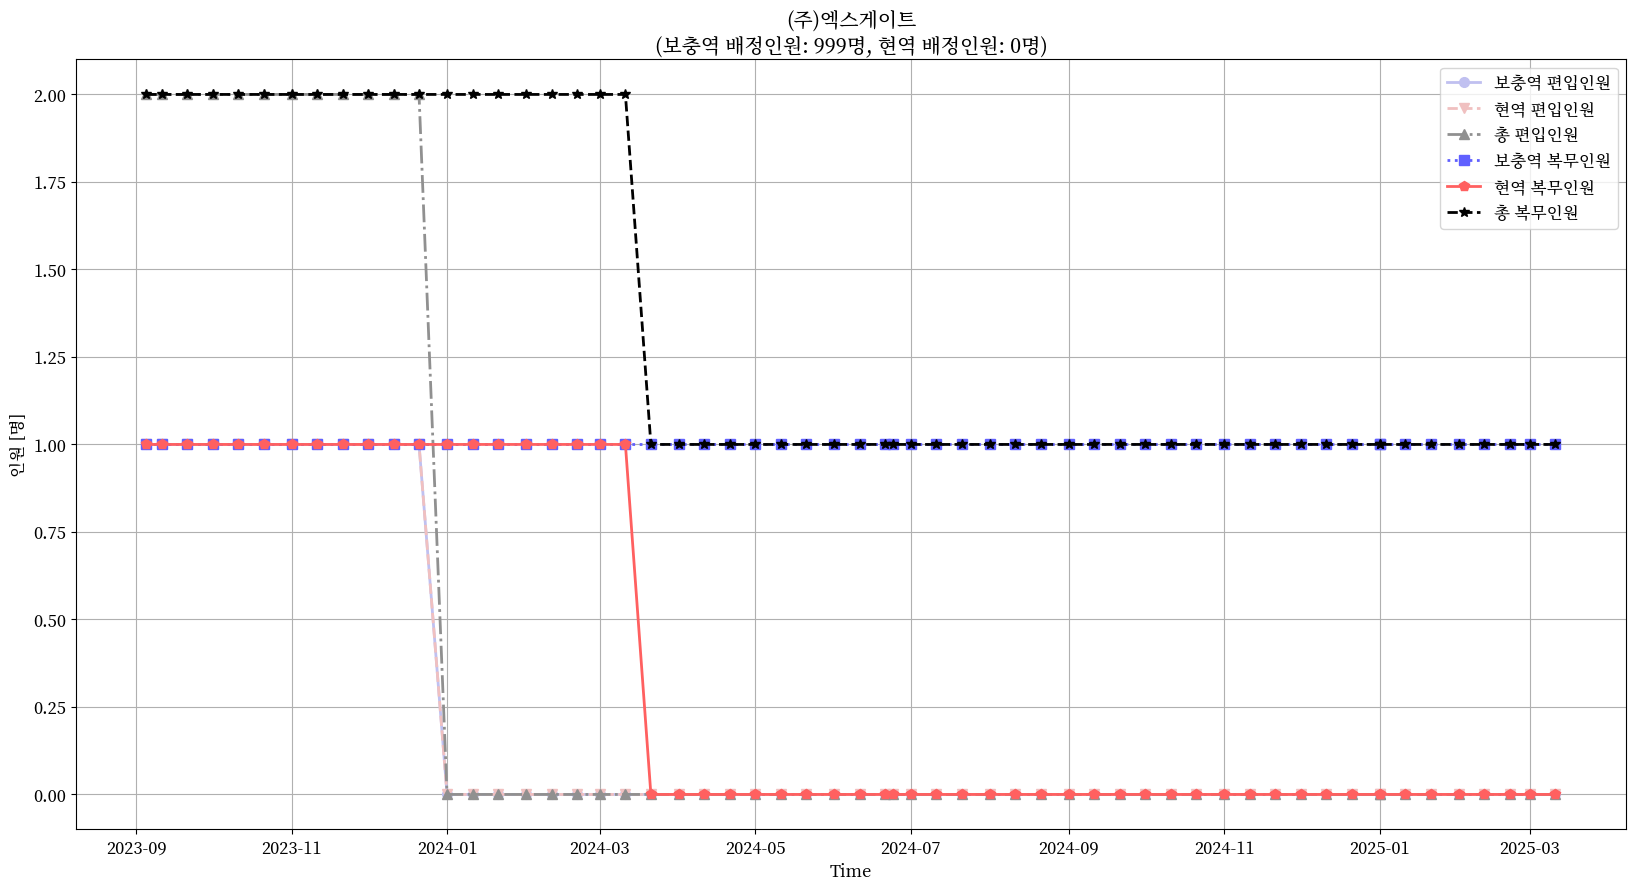 (주)엑스게이트
(보충역 배정인원: 999명, 현역 배정인원: 0명)
보충역 편입인원
현역 편입인원
총 편입인원
보충역 복무인원
현역 복무인원
총 복무인원
인원 [명]
2.00
1.75
1.50
1.25
1.00
0.75
0.50
0.25
0.00
2023-09 2023-11 2024-01 2024-03 2024-05 2024-07 2024-09 2024-11 2025-01 2025-03
Time